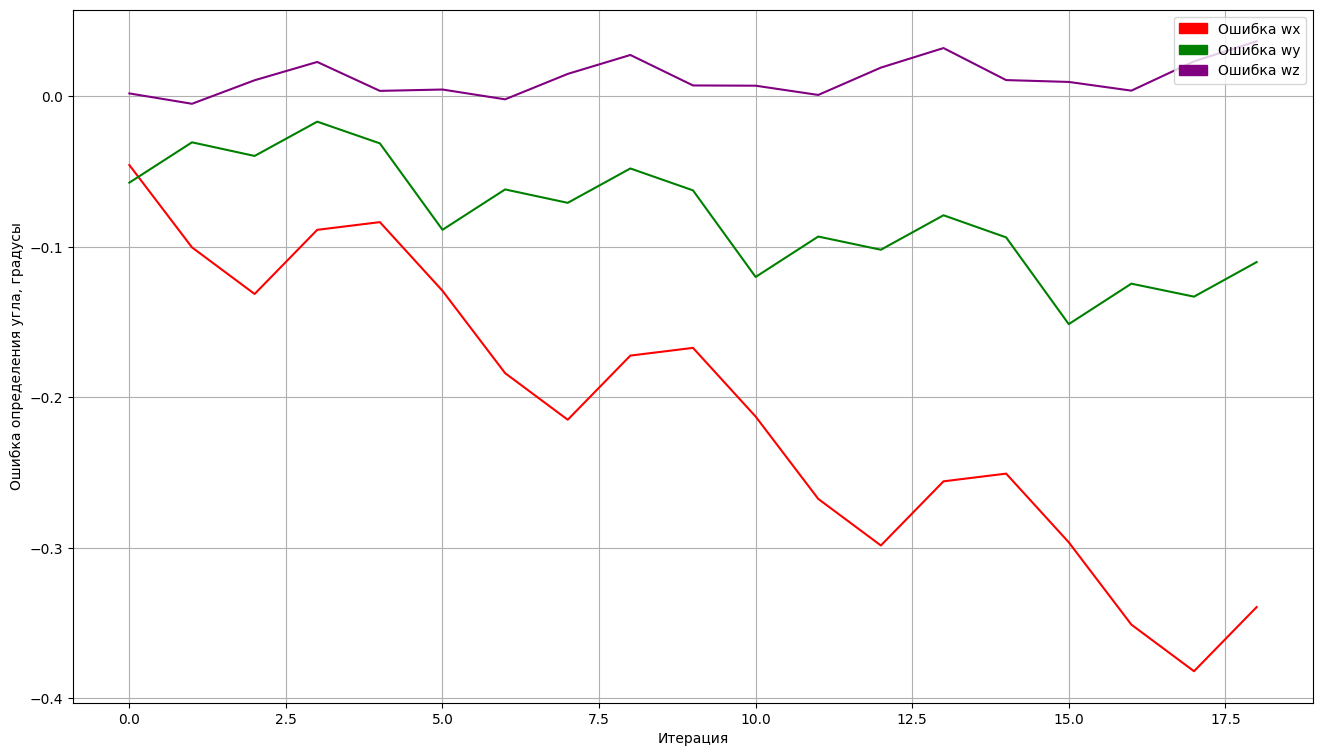 Ошибка wx
Ошибка wy
Ошибка wz
Ошибка определения угла, градусы
0.0
−0.1
−0.2
−0.3
−0.4
0.0 2.5 5.0 7.5 10.0 12.5 15.0 17.5
Итерация